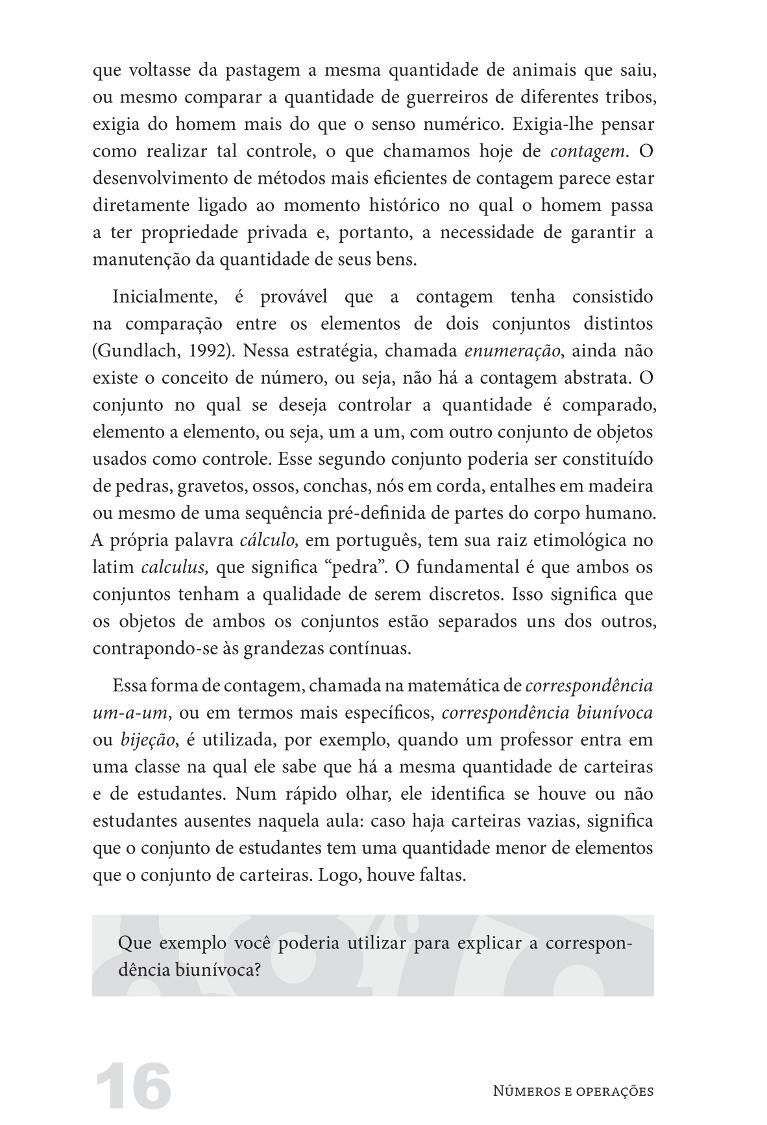 que voltasse da pastagem a mesma quantidade de animais que saiu,
ou mesmo comparar a quantidade de guerreiros de diferentes tribos,
exigia do homem mais do que o senso numérico. Exigia-lhe pensar
como realizar tal controle, o que chamamos hoje de contagem. O
desenvolvimento de métodos mais eficientes de contagem parece estar
diretamente ligado ao momento histórico no qual o homem passa
a ter propriedade privada e, portanto, a necessidade de garantir a
manutenção da quantidade de seus bens.
Inicialmente, é provável que a contagem tenha consistido
na comparação entre os elementos de dois conjuntos distintos
(Gundlach, 1992). Nessa estratégia, chamada enumeração, ainda não
existe o conceito de número, ou seja, não há a contagem abstrata. O
conjunto no qual se deseja controlar a quantidade é comparado,
elemento a elemento, ou seja, um a um, com outro conjunto de objetos
usados como controle. Esse segundo conjunto poderia ser constituído
de pedras, gravetos, ossos, conchas, nós em corda, entalhes em madeira
ou mesmo de uma sequência pré-definida de partes do corpo humano.
A própria palavra cálculo, em português, tem sua raiz etimológica no
latim calculus, que significa “pedra”. O fundamental é que ambos os
conjuntos tenham a qualidade de serem discretos. Isso significa que
os objetos de ambos os conjuntos estão separados uns dos outros,
contrapondo-se às grandezas contínuas.
Essa forma de contagem, chamada na matemática de correspondência
um-a-um, ou em termos mais específicos, correspondência biunívoca
ou bijeção, é utilizada, por exemplo, quando um professor entra em
uma classe na qual ele sabe que há a mesma quantidade de carteiras
e de estudantes. Num rápido olhar, ele identifica se houve ou não
estudantes ausentes naquela aula: caso haja carteiras vazias, significa
que o conjunto de estudantes tem uma quantidade menor de elementos
que o conjunto de carteiras. Logo, houve faltas.
Que exemplo você poderia utilizar para explicar a correspon-
dência biunívoca?
16
Números e operações